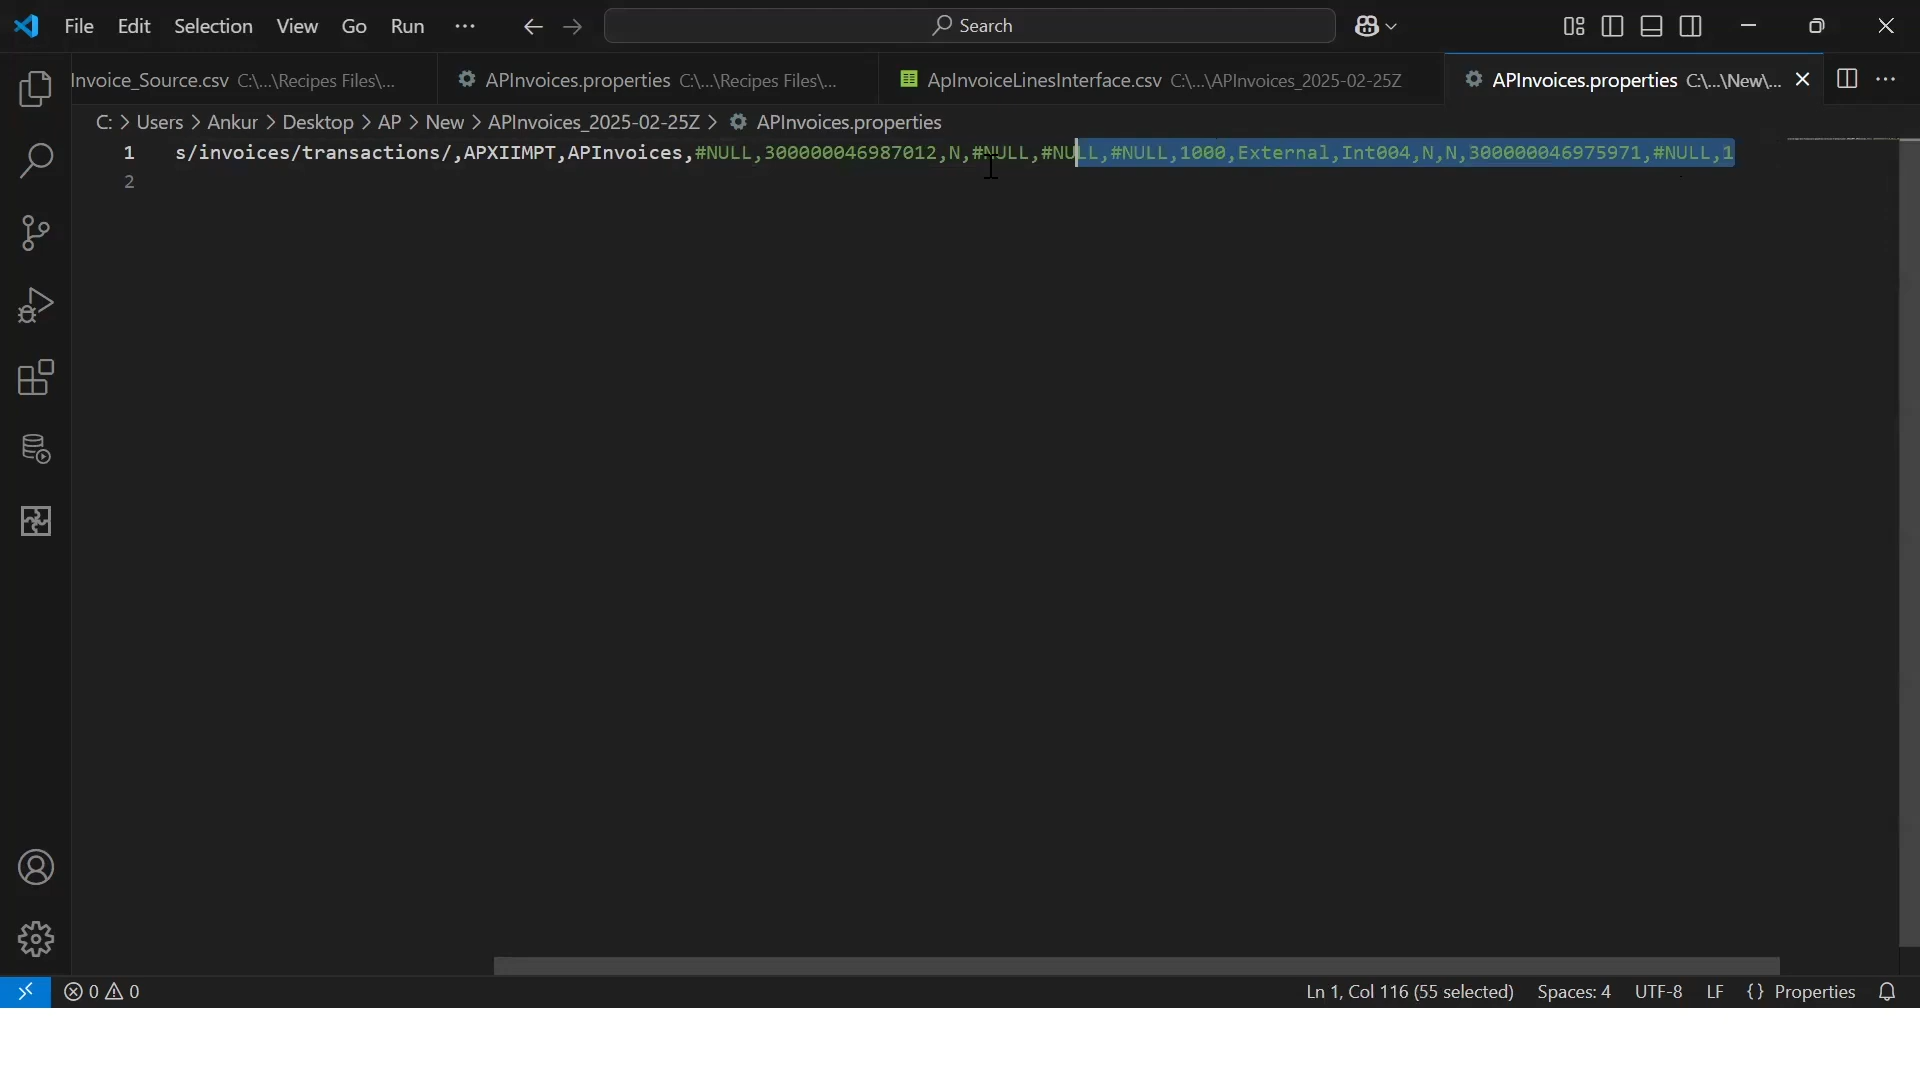 File Edit Selection View Go Run ··· Search
Invoice_Source.csv C:\...\Recipes Files\... APInvoices.properties C:\...\Recipes Files\... ApInvoiceLinesInterface.csv C:\...\APInvoices_2025-02-25Z APInvoices.properties C:\...\New\...
C: > Users > Ankur > Desktop > AP > New > APInvoices_2025-02-25Z > APInvoices.properties
1 s/invoices/transactions/,APXIIMPT,APInvoices,#NULL,300000046987012,N,#NULL,#NULL,#NULL,1000,External,Int004,N,N,300000046975971,#NULL,1
2
0 0 Ln 1, Col 116 (55 selected) Spaces: 4 UTF-8 LF {} Properties